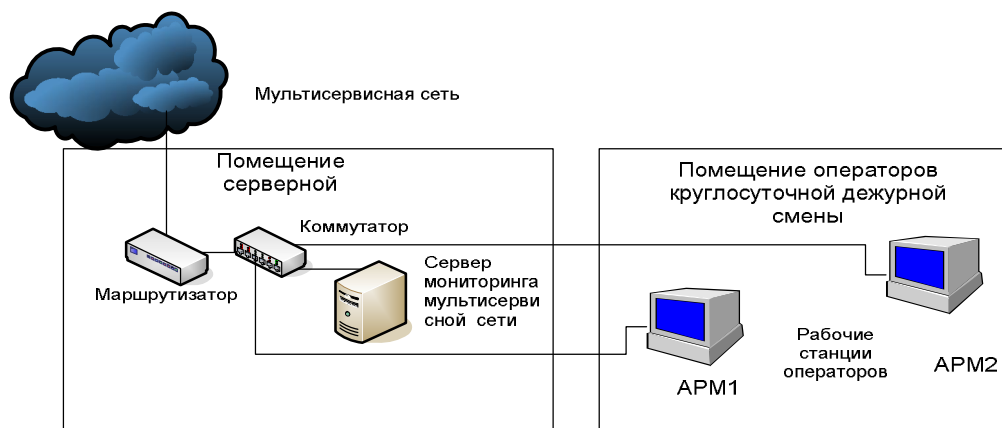 Мультисервисная сеть
Помещение
серверной
Помещение операторов
круглосуточной дежурной
смены
Коммутатор
Маршрутизатор
Сервер
мониторинга
мультисерви
сной сети
Рабочие
станции
операторов
АРМ1
АРМ2